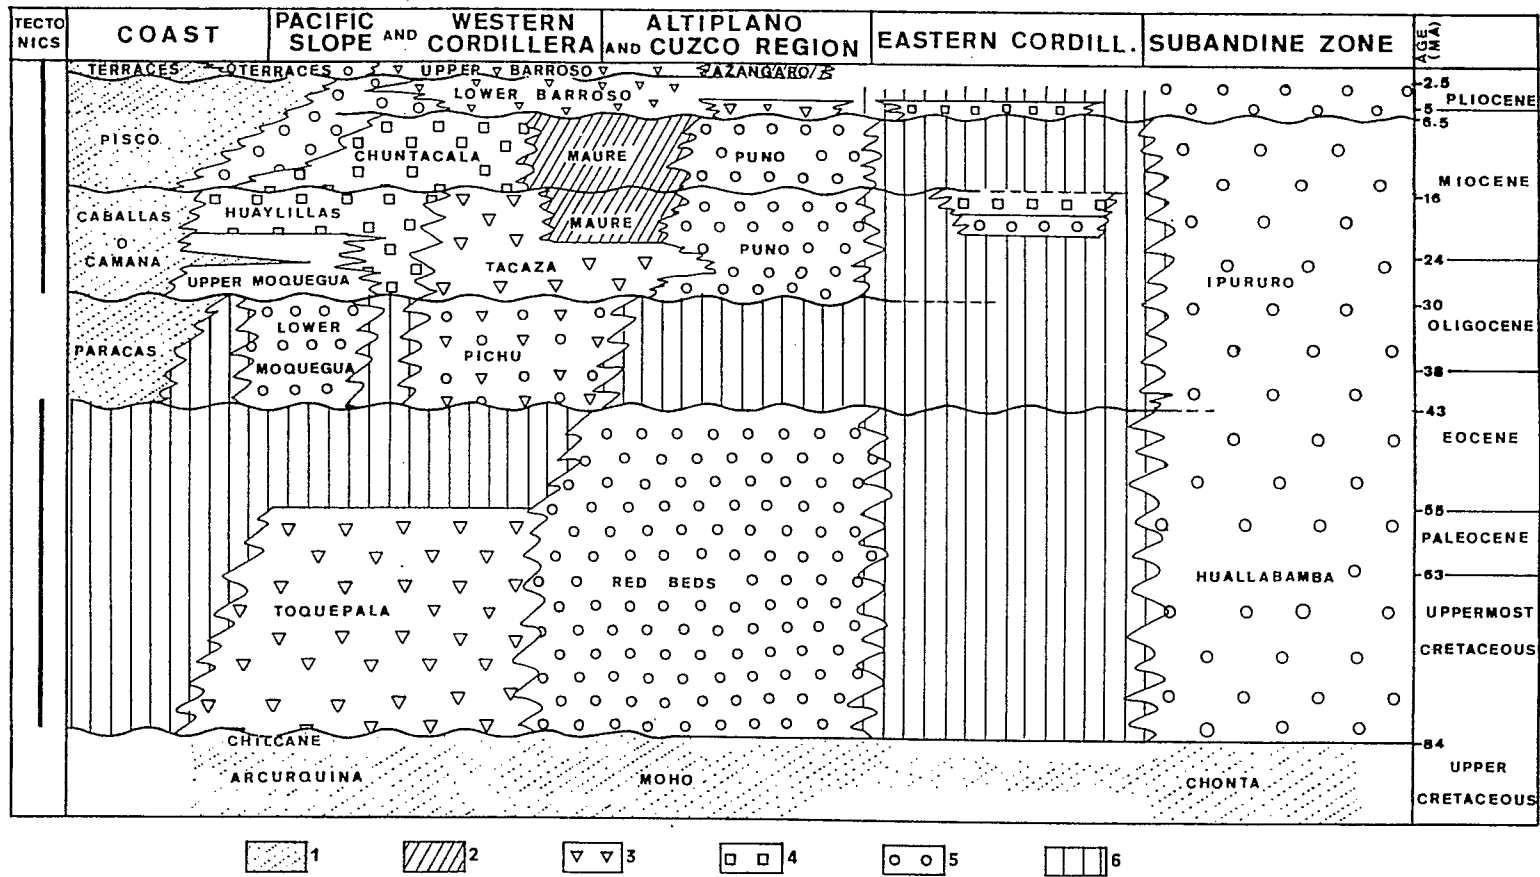 TECTO
NICS
COAST
PACIFIC
SLOPE
AND
WESTERN
CORDILLERA
ALTIPLANO
AND CUZCO REGION
EASTERN CORDILL.
SUBANDINE ZONE
AGE
(MA)
TERRACES
TERRACES
UPPER BARROSO
AZANGARO
LOWER BARROSO
2.5
PLIOCENE
5
6.5
PISCO
CHUNTACALA
MAURE
PUNO
MIOCENE
16
CABALLAS
O
CAMANA
HUAYLILLAS
MAURE
PUNO
TACAZA
UPPER MOQUEGUA
24
IPURURO
30
OLIGOCENE
PARACAS
LOWER
MOQUEGUA
PICHU
38
43
EOCENE
55
PALEOCENE
RED BEDS
HUALLABAMBA
63
TOQUEPALA
UPPERMOST
CRETACEOUS
84
CHILCANE
ARCURQUINA
MOHO
CHONTA
UPPER
CRETACEOUS
1
2
3
4
5
6